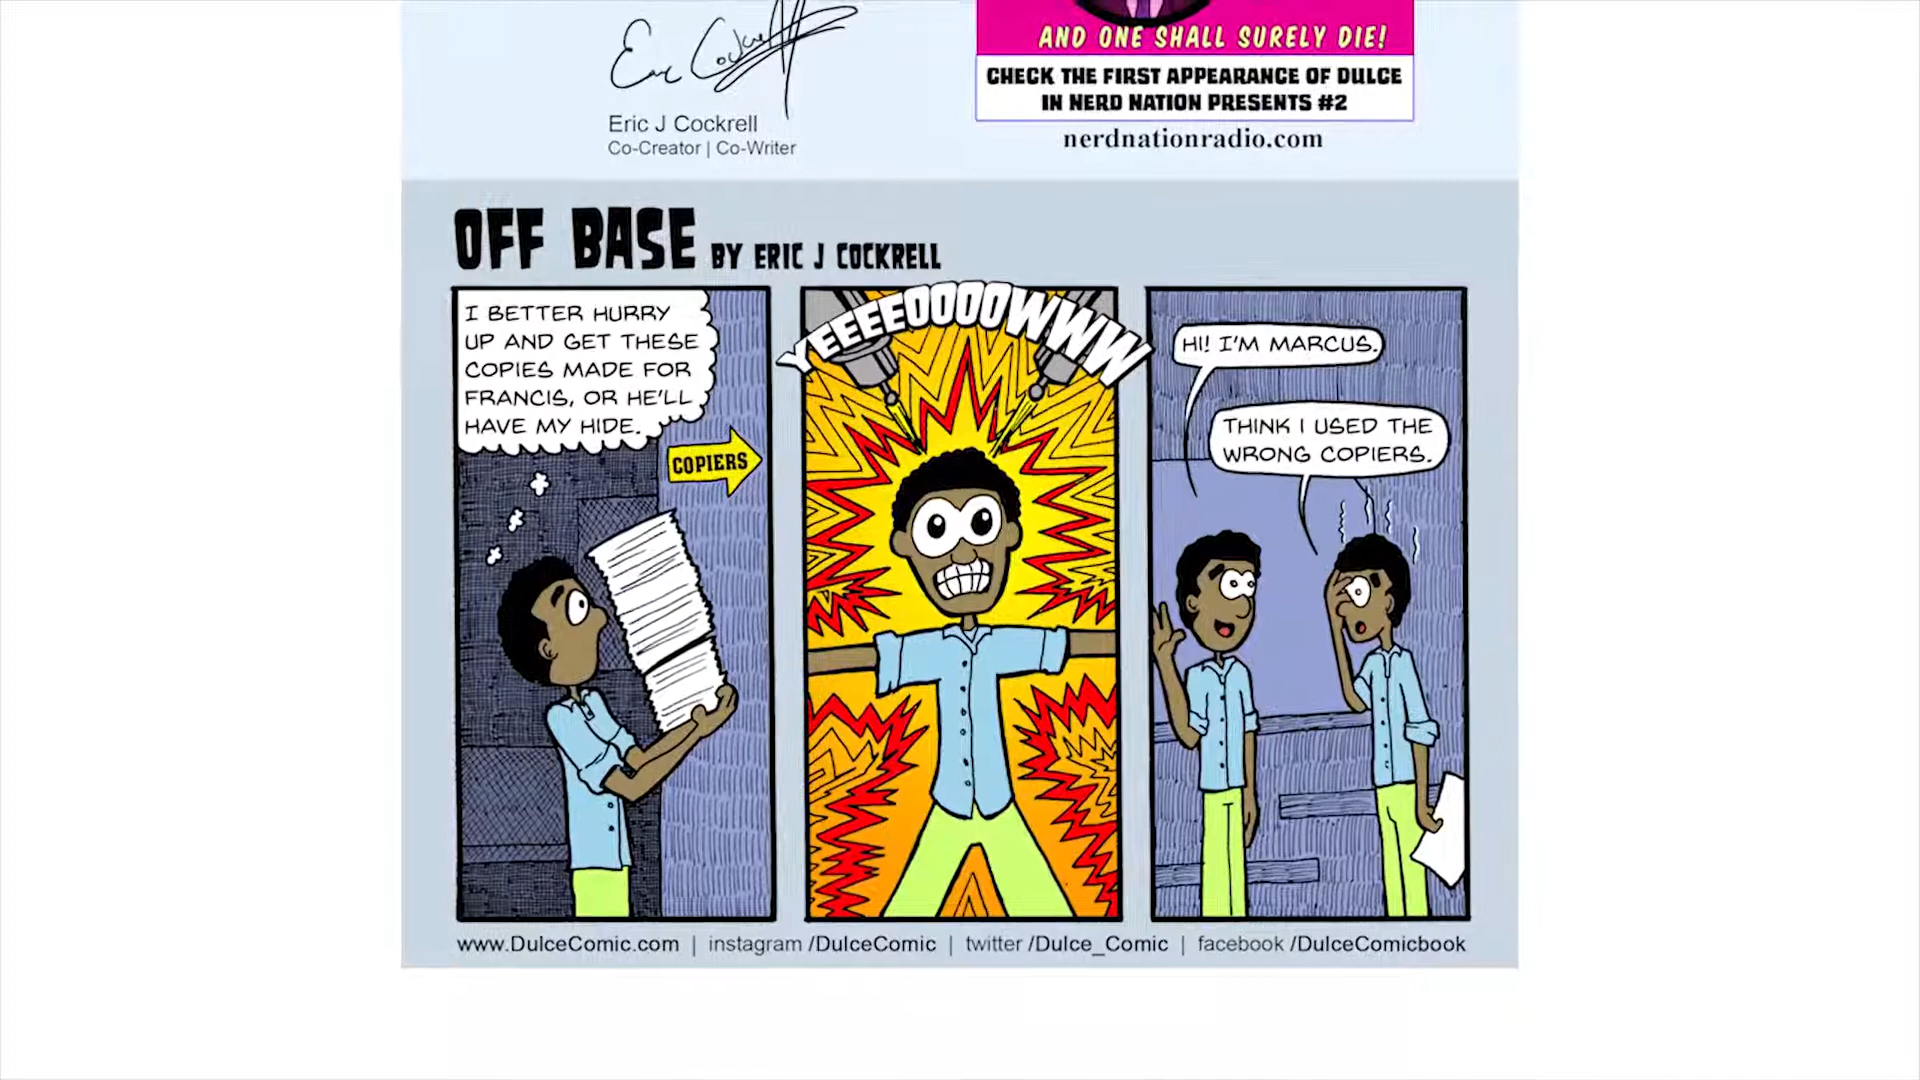 Eric Cockrell
AND ONE SHALL SURELY DIE!
CHECK THE FIRST APPEARANCE OF DULCE
IN NERD NATION PRESENTS #2
nerdnationradio.com
Eric J Cockrell
Co-Creator | Co-Writer
OFF BASE BY ERIC J COCKRELL
I BETTER HURRY
UP AND GET THESE
COPIES MADE FOR
FRANCIS, OR HE'LL
HAVE MY HIDE.
COPIERS
YEEEEOOOOWWW
HI! I'M MARCUS.
THINK I USED THE
WRONG COPIERS.
www.DulceComic.com | instagram /DulceComic | twitter /Dulce_Comic | facebook /DulceComicbook